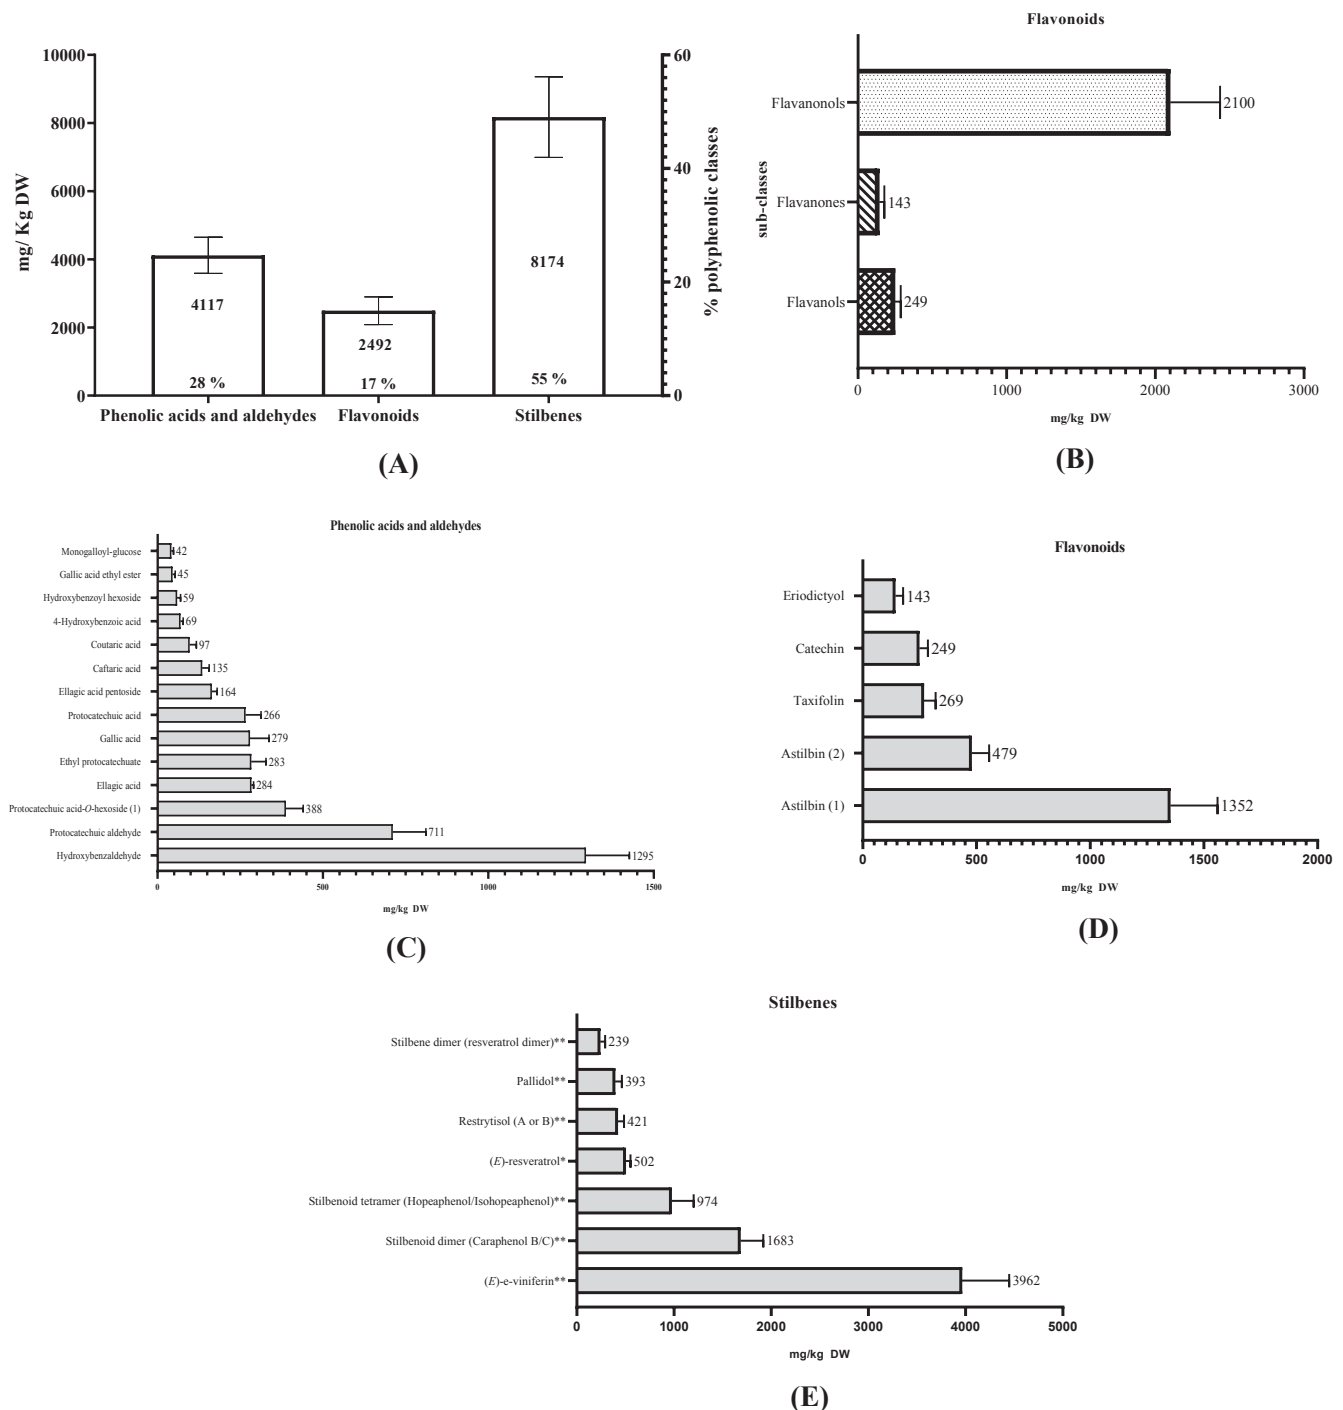 10000
8000
6000
4000
2000
0
mg/ Kg DW
60
40
20
0
% polyphenolic classes
4117
28 %
2492
17 %
8174
55 %
Phenolic acids and aldehydes
Flavonoids
Stilbenes
(A)
Flavonoids
sub-classes
Flavanonols
2100
Flavanones
143
Flavanols
249
0
1000
2000
3000
mg/kg DW
(B)
Phenolic acids and aldehydes
Monogalloyl-glucose
42
Gallic acid ethyl ester
45
Hydroxybenzoyl hexoside
59
4-Hydroxybenzoic acid
69
Coutaric acid
97
Caftaric acid
135
Ellagic acid pentoside
164
Protocatechuic acid
266
Gallic acid
279
Ethyl protocatechuate
283
Ellagic acid
284
Protocatechuic acid-O-hexoside (1)
388
Protocatechuic aldehyde
711
Hydroxybenzaldehyde
1295
0
500
1000
1500
mg/kg DW
(C)
Flavonoids
Eriodictyol
143
Catechin
249
Taxifolin
269
Astilbin (2)
479
Astilbin (1)
1352
0
500
1000
1500
2000
mg/kg DW
(D)
Stilbenes
Stilbene dimer (resveratrol dimer)**
239
Pallidol**
393
Restrytisol (A or B)**
421
(E)-resveratrol*
502
Stilbenoid tetramer (Hopeaphenol/Isohopeaphenol)**
974
Stilbenoid dimer (Caraphenol B/C)**
1683
(E)-e-viniferin**
3962
0
1000
2000
3000
4000
5000
mg/kg DW
(E)